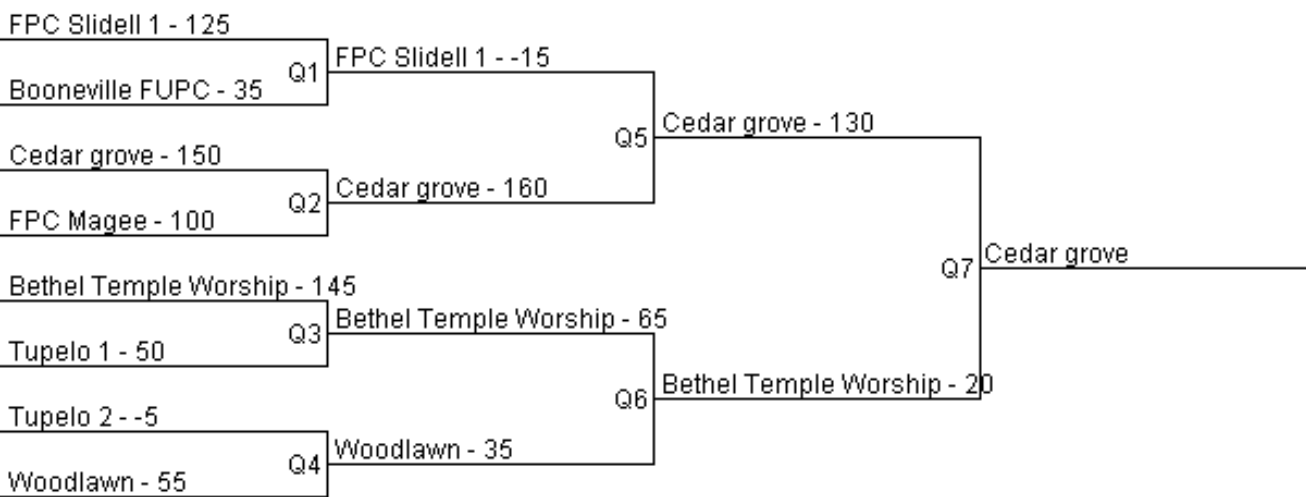 FPC Slidell 1 - 125
Q1
Booneville FUPC - 35
FPC Slidell 1 - -15
Q5
Cedar grove - 150
Q2
FPC Magee - 100
Cedar grove - 160
Cedar grove - 130
Q7
Cedar grove
Bethel Temple Worship - 145
Q3
Tupelo 1 - 50
Bethel Temple Worship - 65
Q6
Bethel Temple Worship - 20
Tupelo 2 - -5
Q4
Woodlawn - 55
Woodlawn - 35